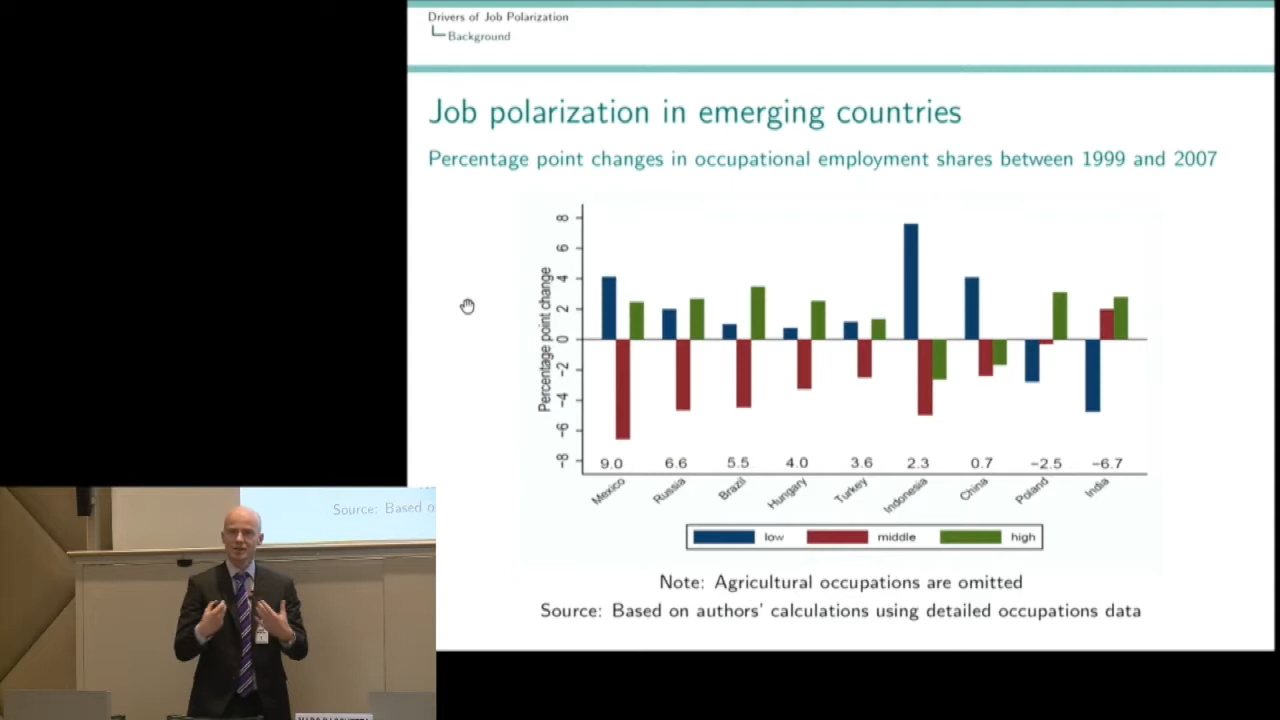 Drivers of Job Polarization
Background
Job polarization in emerging countries
Percentage point changes in occupational employment shares between 1999 and 2007
Percentage point change
8
6
4
2
0
−2
−4
−6
−8
9.0 6.6 5.5 4.0 3.6 2.3 0.7 −2.5 −6.7
Mexico Russia Brazil Hungary Turkey Indonesia China Poland India
low middle high
Note: Agricultural occupations are omitted
Source: Based on authors' calculations using detailed occupations data
Source: Based o